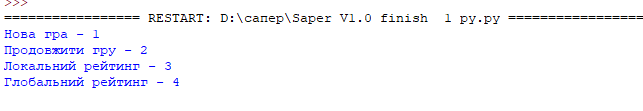 >>>
================= RESTART: D:\сапер\Saper V1.0 finish  1 py.py =================
Нова гра - 1
Продовжити гру - 2
Локальний рейтинг - 3
Глобальний рейтинг - 4